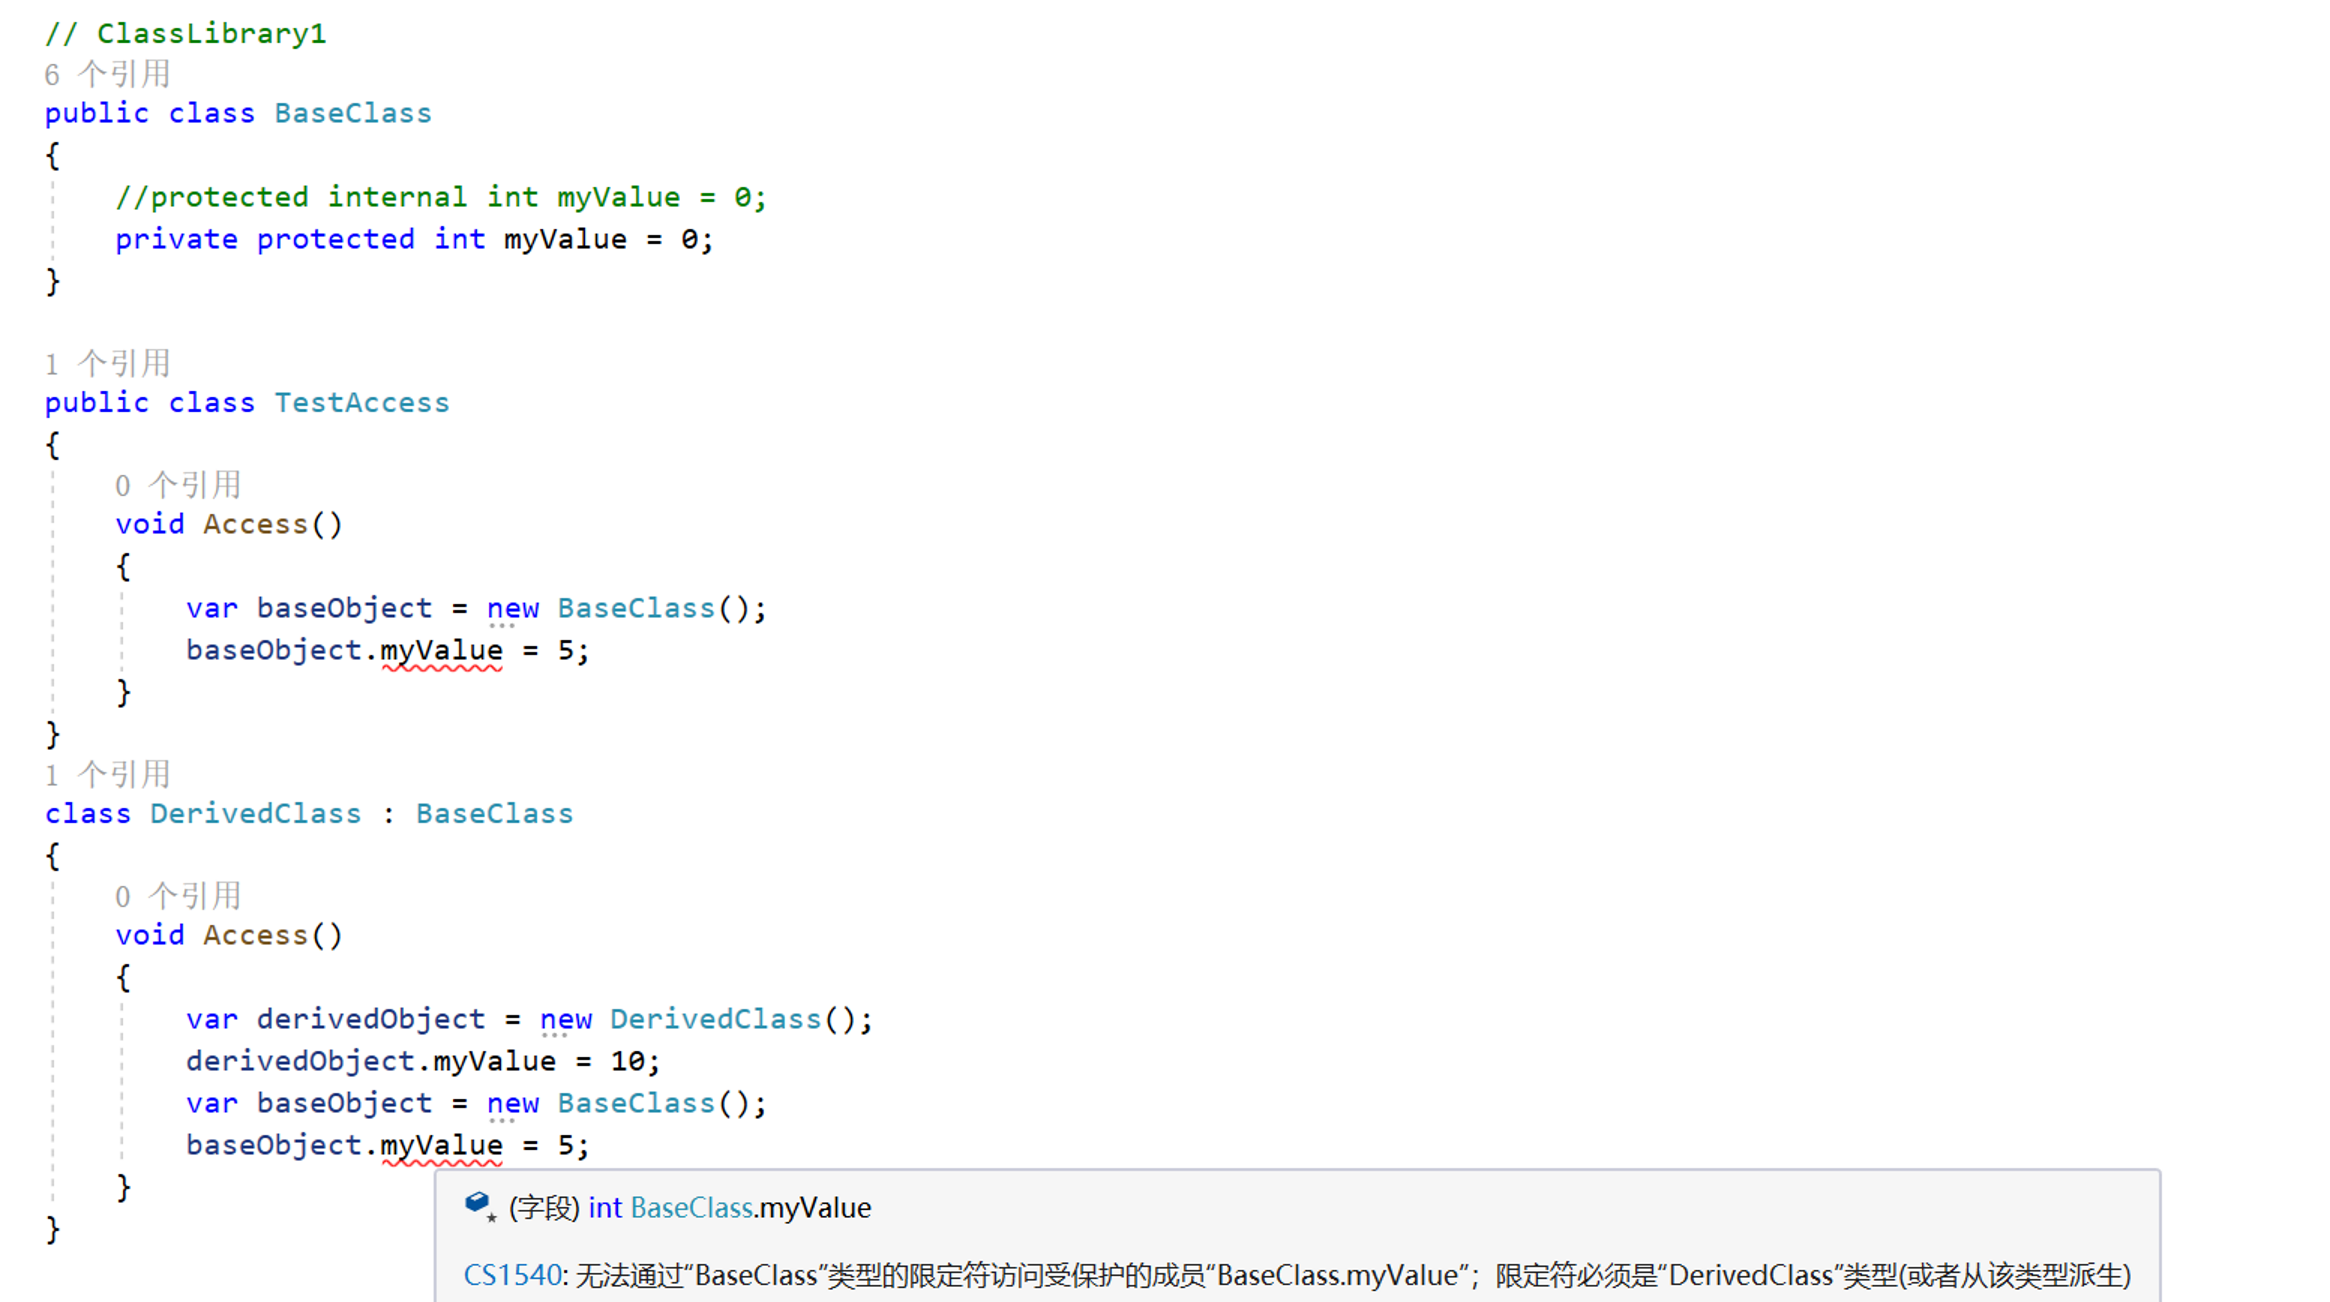 // ClassLibrary1
6 个引用
public class BaseClass
{
//protected internal int myValue = 0;
private protected int myValue = 0;
}
1 个引用
public class TestAccess
{
0 个引用
void Access()
{
var baseObject = new BaseClass();
baseObject.myValue = 5;
}
}
1 个引用
class DerivedClass : BaseClass
{
0 个引用
void Access()
{
var derivedObject = new DerivedClass();
derivedObject.myValue = 10;
var baseObject = new BaseClass();
baseObject.myValue = 5;
}
}
(字段) int BaseClass.myValue
CS1540: 无法通过“BaseClass”类型的限定符访问受保护的成员“BaseClass.myValue”；限定符必须是“DerivedClass”类型(或者从该类型派生)